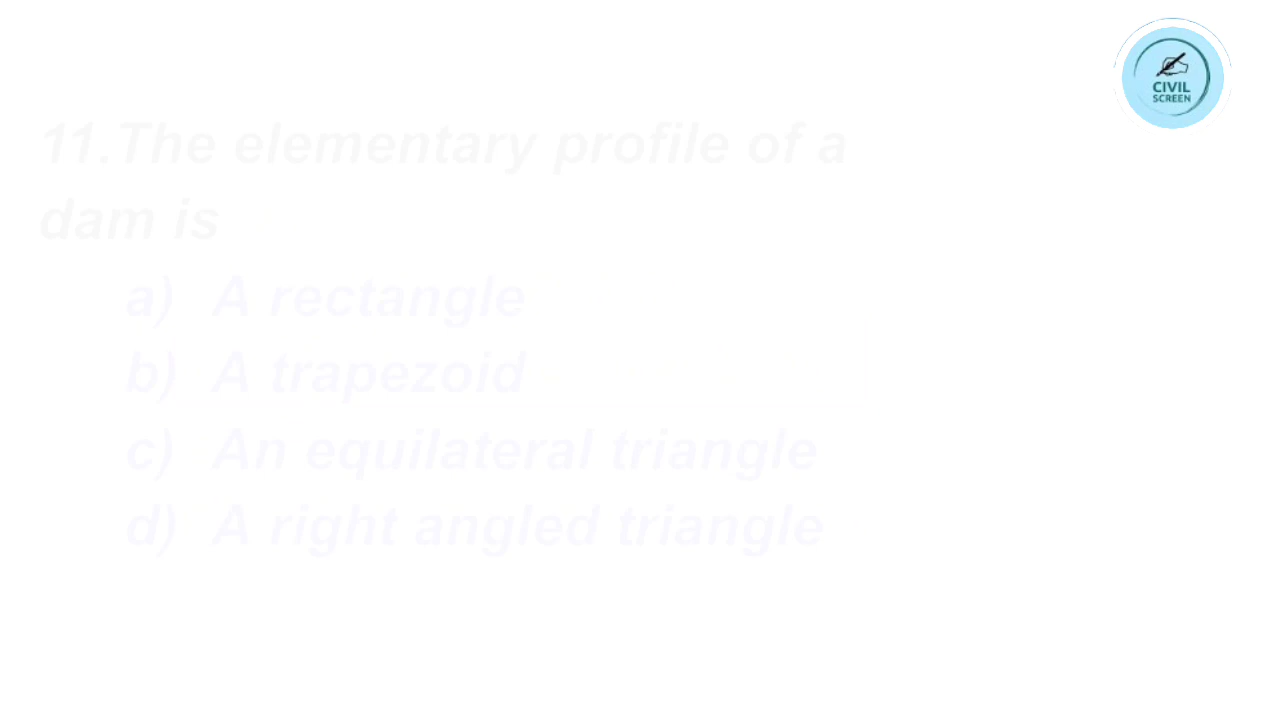 CIVIL
SCREEN
11.The elementary profile of a
dam is
a) A rectangle
b) A trapezoid
c) An equilateral triangle
d) A right angled triangle